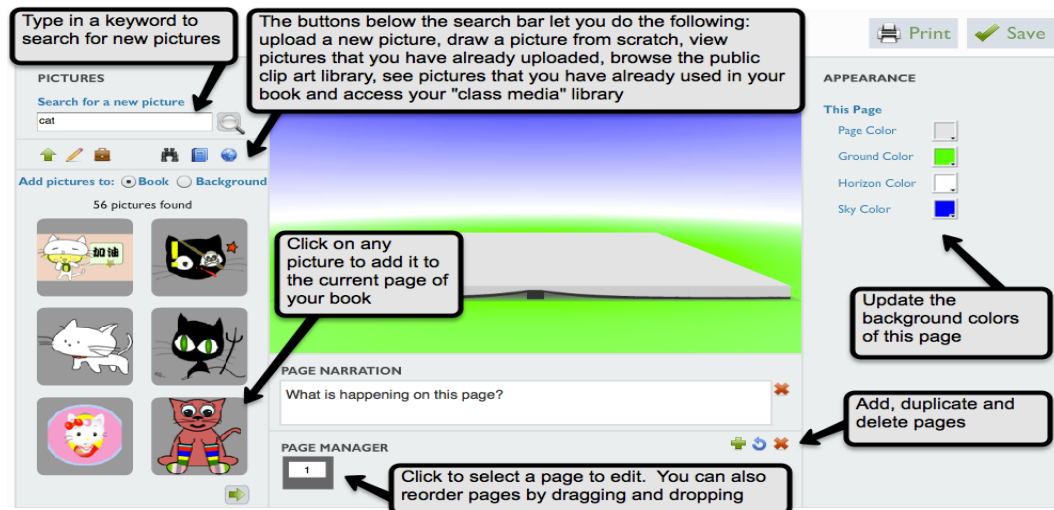 Type in a keyword to
search for new pictures
The buttons below the search bar let you do the following:
upload a new picture, draw a picture from scratch, view
pictures that you have already uploaded, browse the public
clip art library, see pictures that you have already used in your
book and access your "class media" library
Print
Save
PICTURES
Search for a new picture
cat
Add pictures to: Book Background
56 pictures found
加油
Click on any
picture to add it to
the current page of
your book
APPEARANCE
This Page
Page Color
Ground Color
Horizon Color
Sky Color
Update the
background colors
of this page
PAGE NARRATION
What is happening on this page?
Add, duplicate and
delete pages
PAGE MANAGER
1
Click to select a page to edit. You can also
reorder pages by dragging and dropping